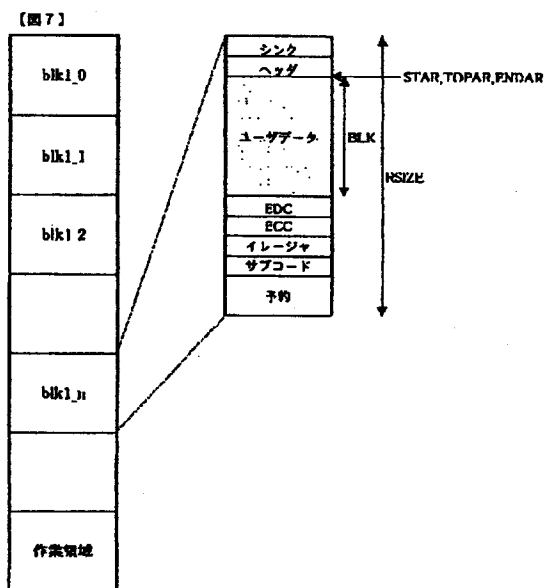 【図7】
blk1_0
blk1_1
blk1_2
blk1_n
作業領域
シンク
ヘッダ
ユーザデータ
EDC
ECC
イレージャ
サブコード
予約
STAR,TOPAR,ENDAR
BLK
RSIZE